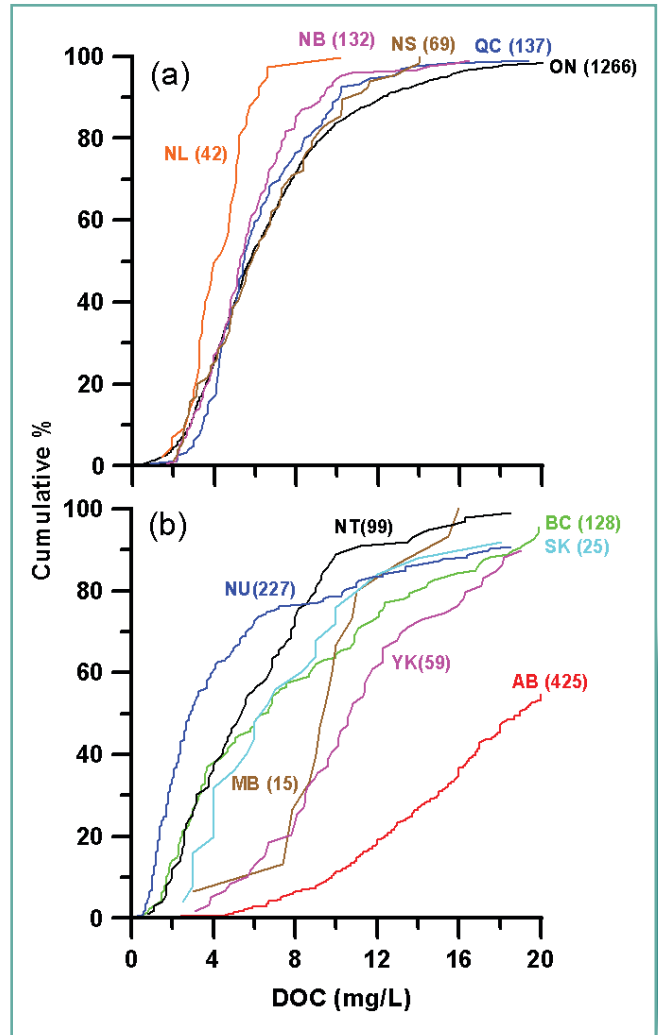 (a)
NB (132)
NS (69)
QC (137)
ON (1266)
NL (42)
100
80
60
40
20
0
Cumulative %
(b)
NT(99)
BC (128)
SK (25)
NU(227)
YK(59)
AB (425)
MB (15)
100
80
60
40
20
0
0 4 8 12 16 20
DOC (mg/L)